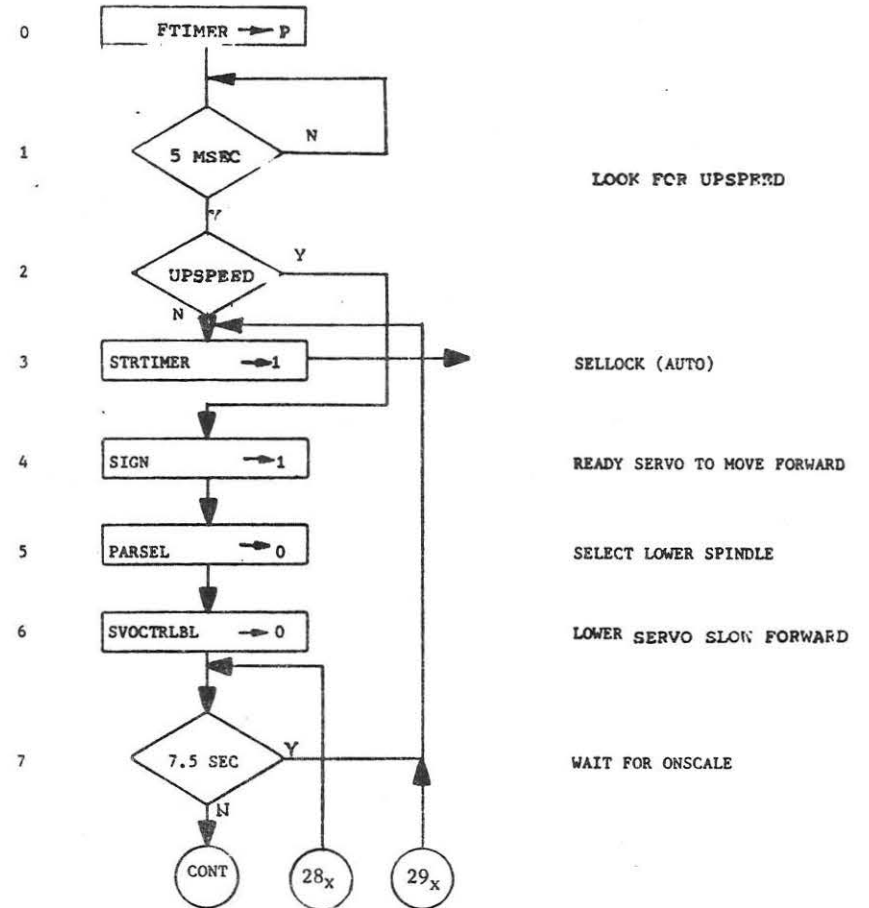 0 FTIMER → P
N
1 5 MSEC
LOOK FOR UPSPEED
Y
Y
2 UPSPEED
N
3 STRTIMER →1 SELLOCK (AUTO)
4 SIGN →1 READY SERVO TO MOVE FORWARD
5 PARSEL →0 SELECT LOWER SPINDLE
6 SVOCTRLBL →0 LOWER SERVO SLOW FORWARD
7 7.5 SEC Y WAIT FOR ONSCALE
N
CONT 28x 29x